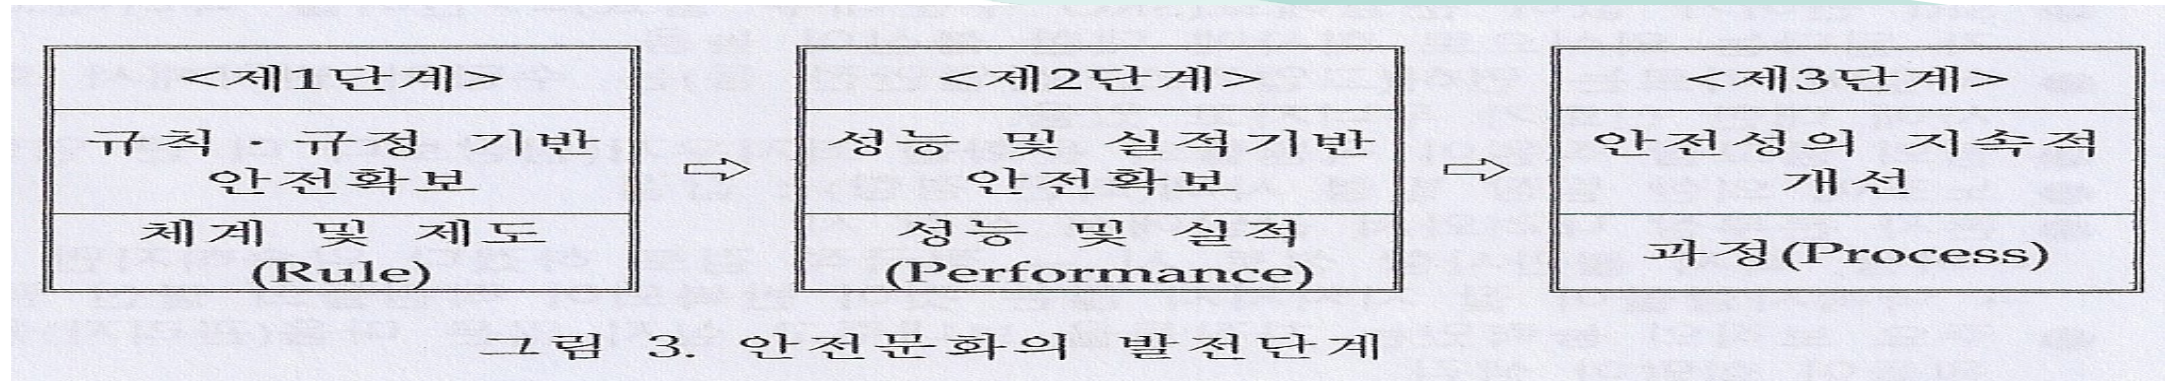 <제1단계>
규칙·규정 기반
안전확보
체계 및 제도
(Rule)
⇨
<제2단계>
성능 및 실적기반
안전확보
성능 및 실적
(Performance)
⇨
<제3단계>
안전성의 지속적
개선
과정(Process)
그림 3. 안전문화의 발전단계